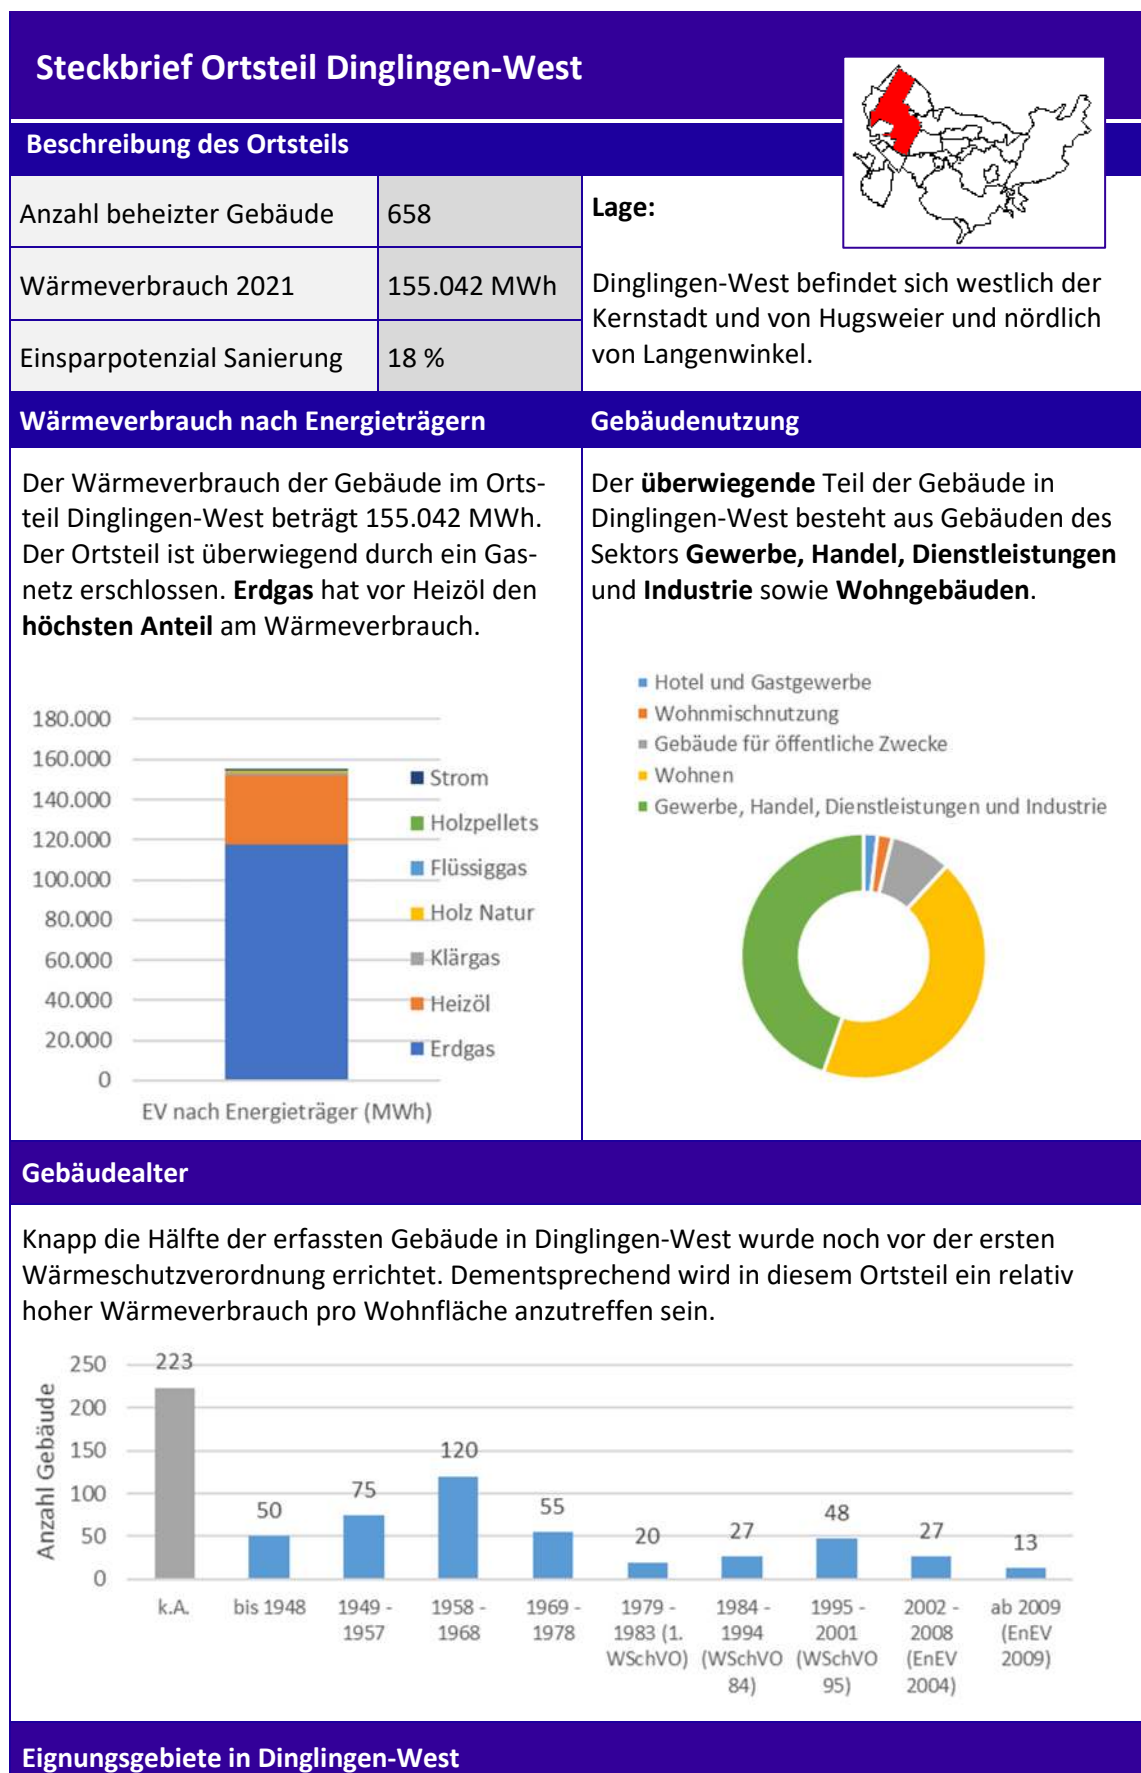 Steckbrief Ortsteil Dinglingen-West
Beschreibung des Ortsteils
Anzahl beheizter Gebäude 658
Wärmeverbrauch 2021 155.042 MWh
Einsparpotenzial Sanierung 18 %
Lage:
Dinglingen-West befindet sich westlich der
Kernstadt und von Hugsweier und nördlich
von Langenwinkel.
Wärmeverbrauch nach Energieträgern
Der Wärmeverbrauch der Gebäude im Orts-
teil Dinglingen-West beträgt 155.042 MWh.
Der Ortsteil ist überwiegend durch ein Gas-
netz erschlossen. Erdgas hat vor Heizöl den
höchsten Anteil am Wärmeverbrauch.
180.000
160.000
140.000
120.000
100.000
80.000
60.000
40.000
20.000
0
Strom
Holzpellets
Flüssiggas
Holz Natur
Klärgas
Heizöl
Erdgas
EV nach Energieträger (MWh)
Gebäudenutzung
Der überwiegende Teil der Gebäude in
Dinglingen-West besteht aus Gebäuden des
Sektors Gewerbe, Handel, Dienstleistungen
und Industrie sowie Wohngebäuden.
Hotel und Gastgewerbe
Wohnmischnutzung
Gebäude für öffentliche Zwecke
Wohnen
Gewerbe, Handel, Dienstleistungen und Industrie
Gebäudealter
Knapp die Hälfte der erfassten Gebäude in Dinglingen-West wurde noch vor der ersten
Wärmeschutzverordnung errichtet. Dementsprechend wird in diesem Ortsteil ein relativ
hoher Wärmeverbrauch pro Wohnfläche anzutreffen sein.
Anzahl Gebäude
250
200
150
100
50
0
223
50
75
120
55
20
27
48
27
13
k.A.
bis 1948
1949 -
1957
1958 -
1968
1969 -
1978
1979 -
1983 (1.
WSchVO)
1984 -
1994
(WSchVO
84)
1995 -
2001
(WSchVO
95)
2002 -
2008
(EnEV
2004)
ab 2009
(EnEV
2009)
Eignungsgebiete in Dinglingen-West